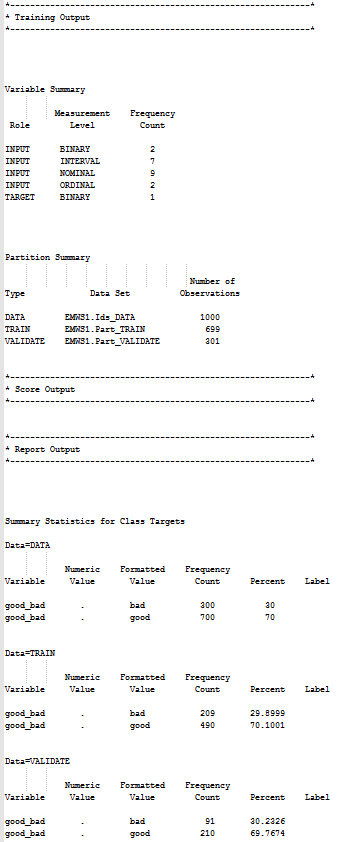 *------------------------------------------------------------*
* Training Output
*------------------------------------------------------------*
Variable Summary
Measurement Frequency
Role Level Count
INPUT BINARY 2
INPUT INTERVAL 7
INPUT NOMINAL 9
INPUT ORDINAL 2
TARGET BINARY 1
Partition Summary
Number of
Type Data Set Observations
DATA EMWS1.Ids_DATA 1000
TRAIN EMWS1.Part_TRAIN 699
VALIDATE EMWS1.Part_VALIDATE 301
*------------------------------------------------------------*
* Score Output
*------------------------------------------------------------*
*------------------------------------------------------------*
* Report Output
*------------------------------------------------------------*
Summary Statistics for Class Targets
Data=DATA
Numeric Formatted Frequency
Variable Value Value Count Percent Label
good_bad . bad 300 30
good_bad . good 700 70
Data=TRAIN
Numeric Formatted Frequency
Variable Value Value Count Percent Label
good_bad . bad 209 29.8999
good_bad . good 490 70.1001
Data=VALIDATE
Numeric Formatted Frequency
Variable Value Value Count Percent Label
good_bad . bad 91 30.2326
good_bad . good 210 69.7674